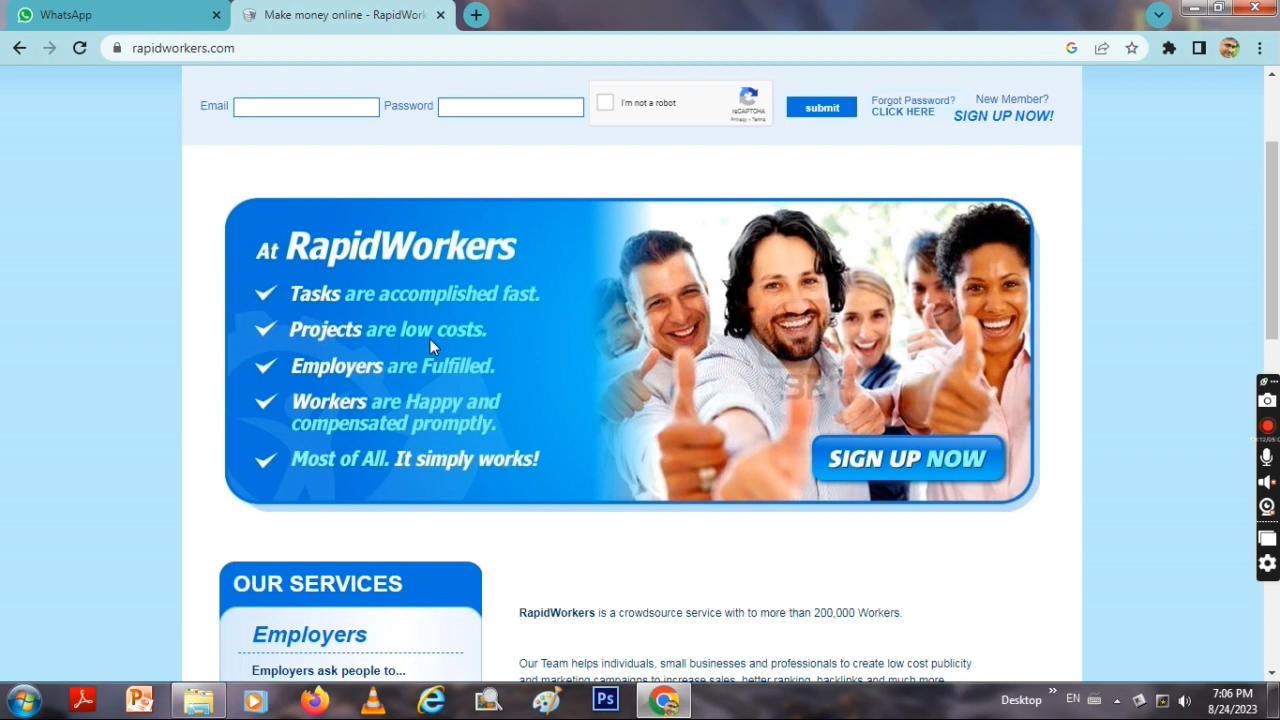 WhatsApp
Make money online - RapidWork
rapidworkers.com
Email
Password
I'm not a robot
reCAPTCHA
Privacy - Terms
submit
Forgot Password?
CLICK HERE
New Member?
SIGN UP NOW!
At RapidWorkers
Tasks are accomplished fast.
Projects are low costs.
Employers are Fulfilled.
Workers are Happy and
compensated promptly.
Most of All. It simply works!
SIGN UP NOW
OUR SERVICES
Employers
Employers ask people to...
RapidWorkers is a crowdsource service with to more than 200,000 Workers.
Our Team helps individuals, small businesses and professionals to create low cost publicity
and marketing campaigns to increase sales, better ranking, backlinks and much more.
Ps
Desktop
EN
7:06 PM
8/24/2023